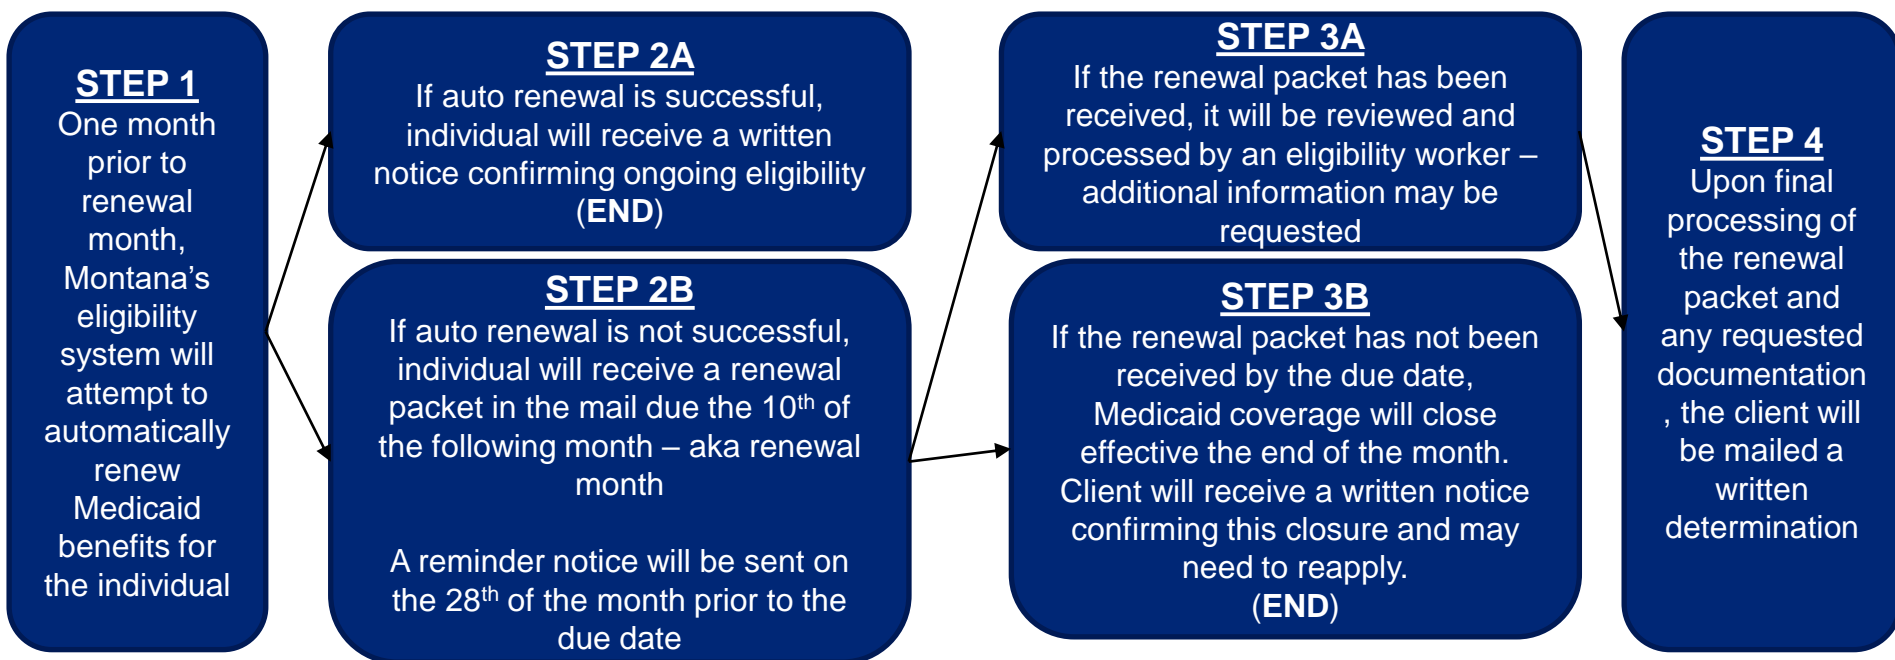 STEP 1
One month
prior to
renewal
month,
Montana’s
eligibility
system will
attempt to
automatically
renew
Medicaid
benefits for
the individual
STEP 2A
If auto renewal is successful,
individual will receive a written
notice confirming ongoing eligibility
(END)
STEP 2B
If auto renewal is not successful,
individual will receive a renewal
packet in the mail due the 10th of
the following month – aka renewal
month
A reminder notice will be sent on
the 28th of the month prior to the
due date
STEP 3A
If the renewal packet has been
received, it will be reviewed and
processed by an eligibility worker –
additional information may be
requested
STEP 3B
If the renewal packet has not been
received by the due date,
Medicaid coverage will close
effective the end of the month.
Client will receive a written notice
confirming this closure and may
need to reapply.
(END)
STEP 4
Upon final
processing of
the renewal
packet and
any requested
documentation
, the client will
be mailed a
written
determination